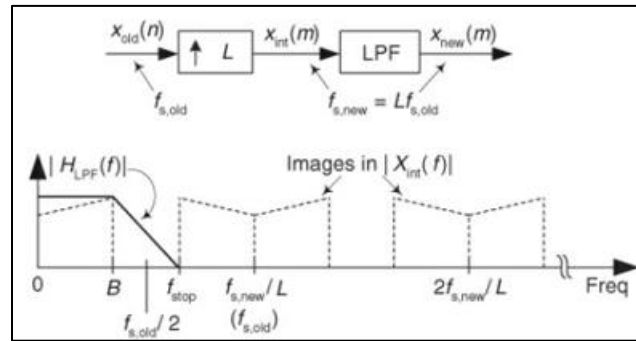 x_old(n) ↑ L x_int(m) LPF x_new(m)
f_s,old f_s,new = Lf_s,old
|H_LPF(f)| Images in |X_int(f)|
0 B f_stop f_s,new/L 2f_s,new/L Freq
f_s,old/2 (f_s,old)